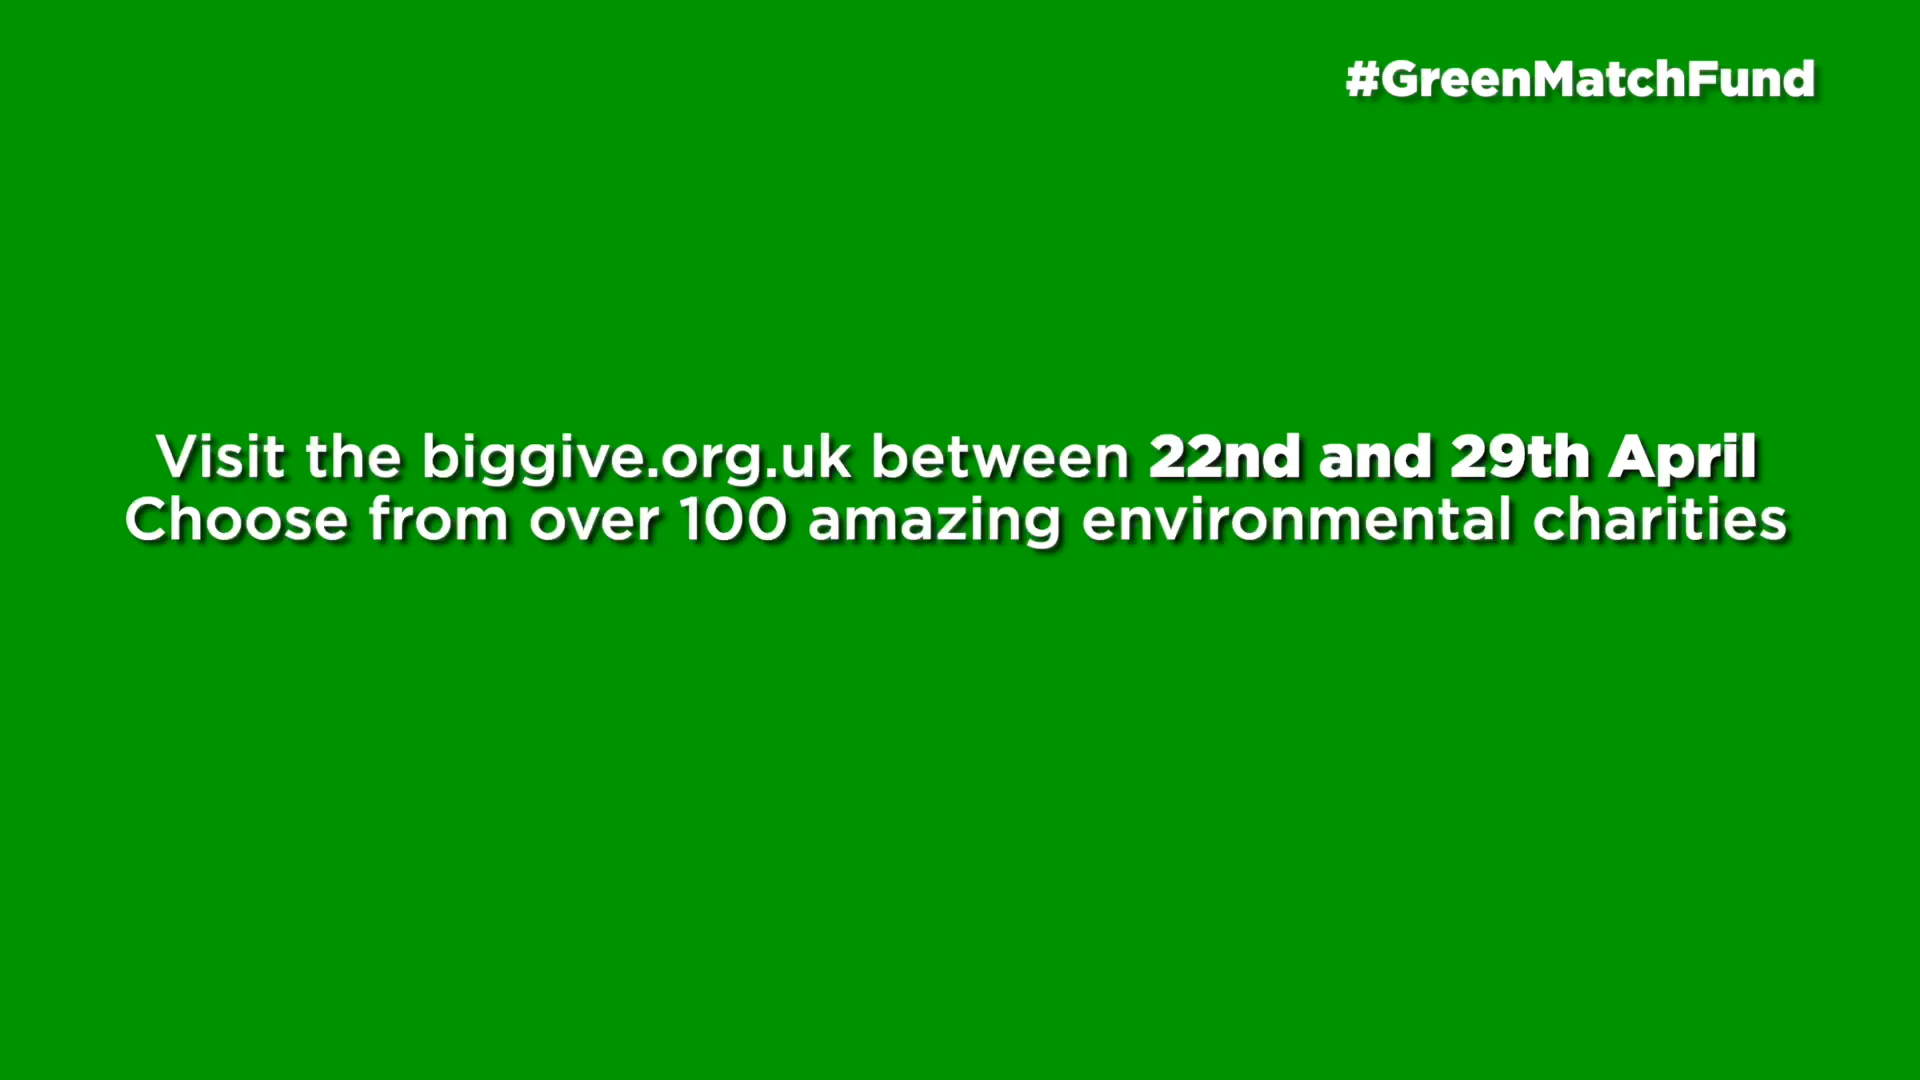 #GreenMatchFund
Visit the biggive.org.uk between 22nd and 29th April
Choose from over 100 amazing environmental charities